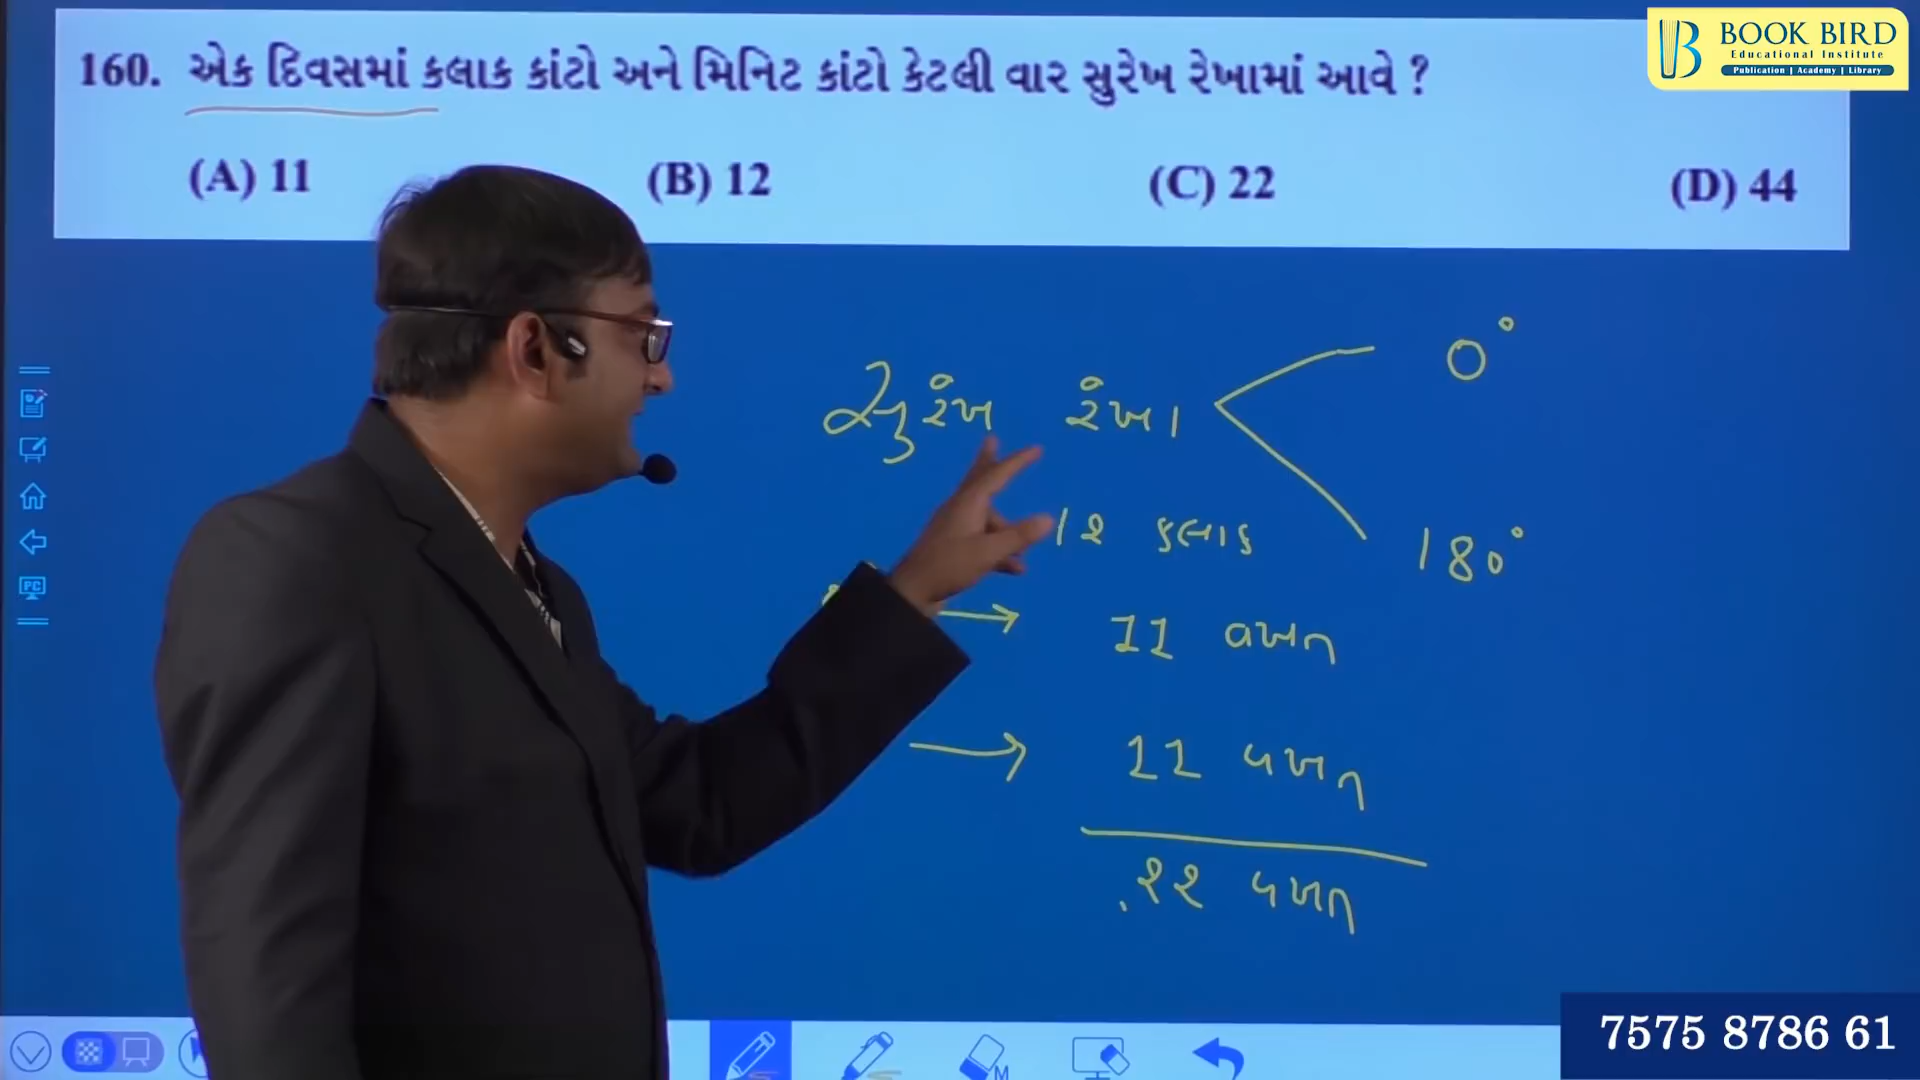 BOOK BIRD
Educational Institute
Publication | Academy | Library
160. એક દિવસમાં કલાક કાંટો અને મિનિટ કાંટો કેટલી વાર સુરેખ રેખામાં આવે ?
(A) 11 (B) 12 (C) 22 (D) 44
સુરેખ રેખા
0°
180°
12 કલાક
11 વખત
11 વખત
22 વખત
7575 8786 61
PC
M